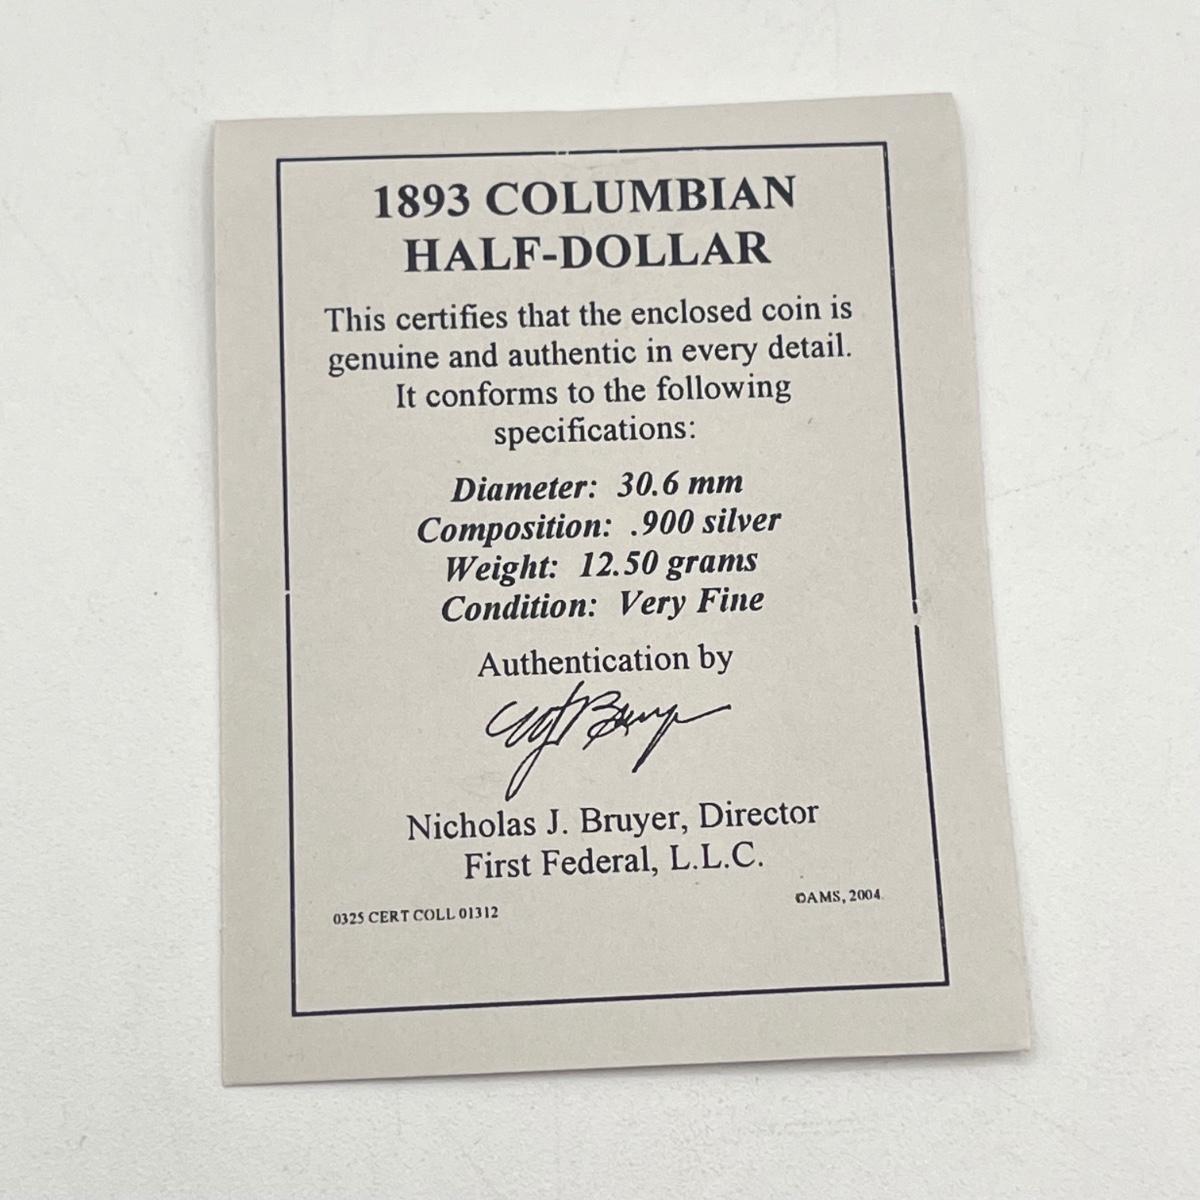 1893 COLUMBIAN
HALF-DOLLAR
This certifies that the enclosed coin is
genuine and authentic in every detail.
It conforms to the following
specifications:
Diameter: 30.6 mm
Composition: .900 silver
Weight: 12.50 grams
Condition: Very Fine
Authentication by
Nicholas J. Bruyer, Director
First Federal, L.L.C.
0325 CERT COLL 01312
©AMS, 2004